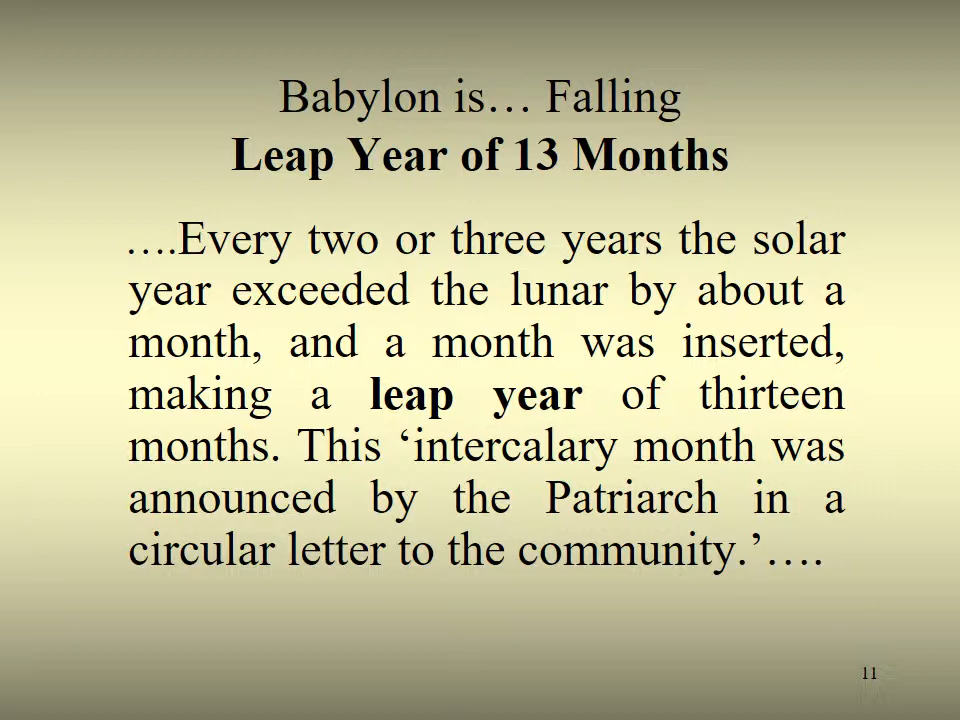 Babylon is… Falling
Leap Year of 13 Months
….Every two or three years the solar
year exceeded the lunar by about a
month, and a month was inserted,
making a leap year of thirteen
months. This ‘intercalary month was
announced by the Patriarch in a
circular letter to the community.’….
11